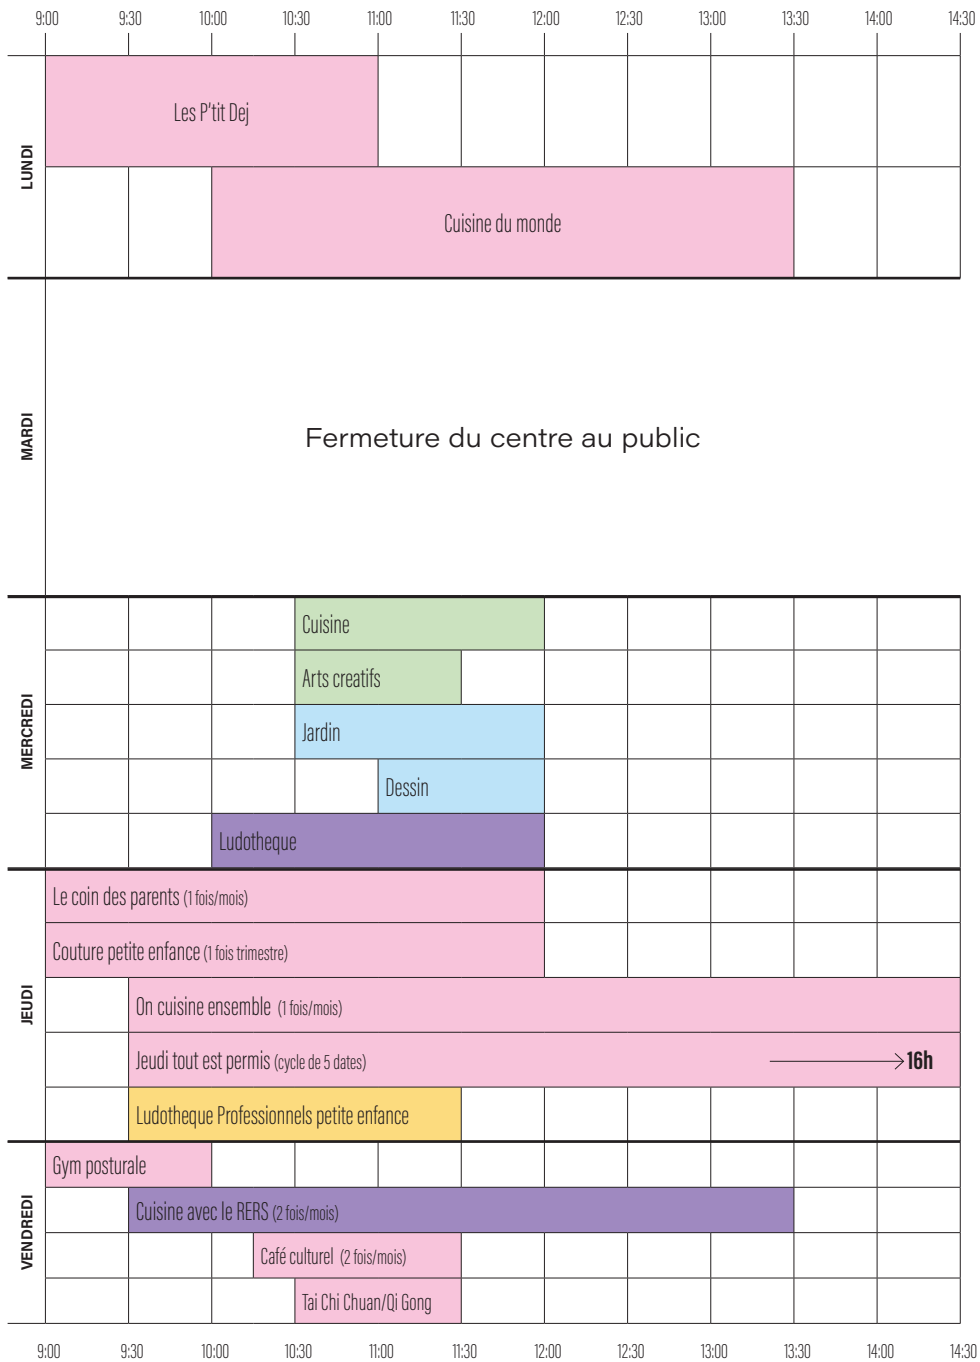 9:00 9:30 10:00 10:30 11:00 11:30 12:00 12:30 13:00 13:30 14:00 14:30
LUNDI
Les P'tit Dej
Cuisine du monde
MARDI
Fermeture du centre au public
MERCREDI
Cuisine
Arts creatifs
Jardin
Dessin
Ludotheque
JEUDI
Le coin des parents (1 fois/mois)
Couture petite enfance (1 fois trimestre)
On cuisine ensemble (1 fois/mois)
Jeudi tout est permis (cycle de 5 dates) 16h
Ludotheque Professionnels petite enfance
VENDREDI
Gym posturale
Cuisine avec le RERS (2 fois/mois)
Café culturel (2 fois/mois)
Tai Chi Chuan/Qi Gong
9:00 9:30 10:00 10:30 11:00 11:30 12:00 12:30 13:00 13:30 14:00 14:30